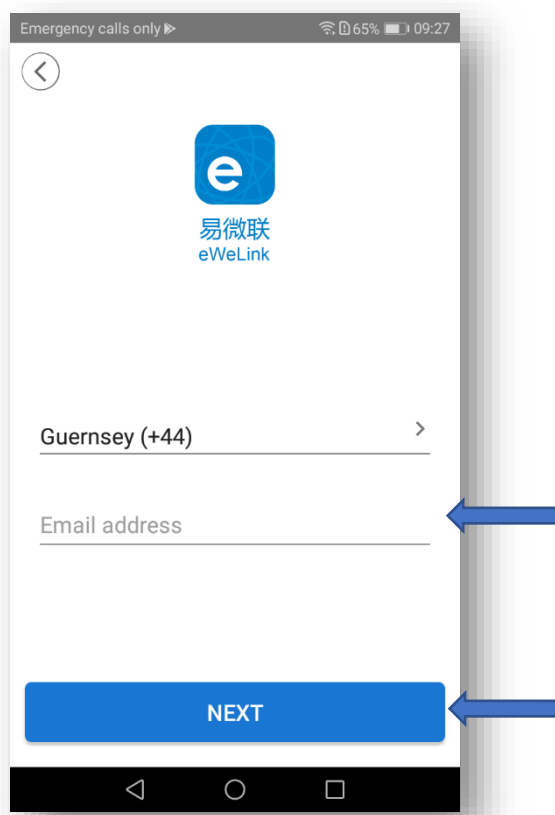 Emergency calls only 65% 09:27
e
易微联
eWeLink
Guernsey (+44)
Email address
NEXT